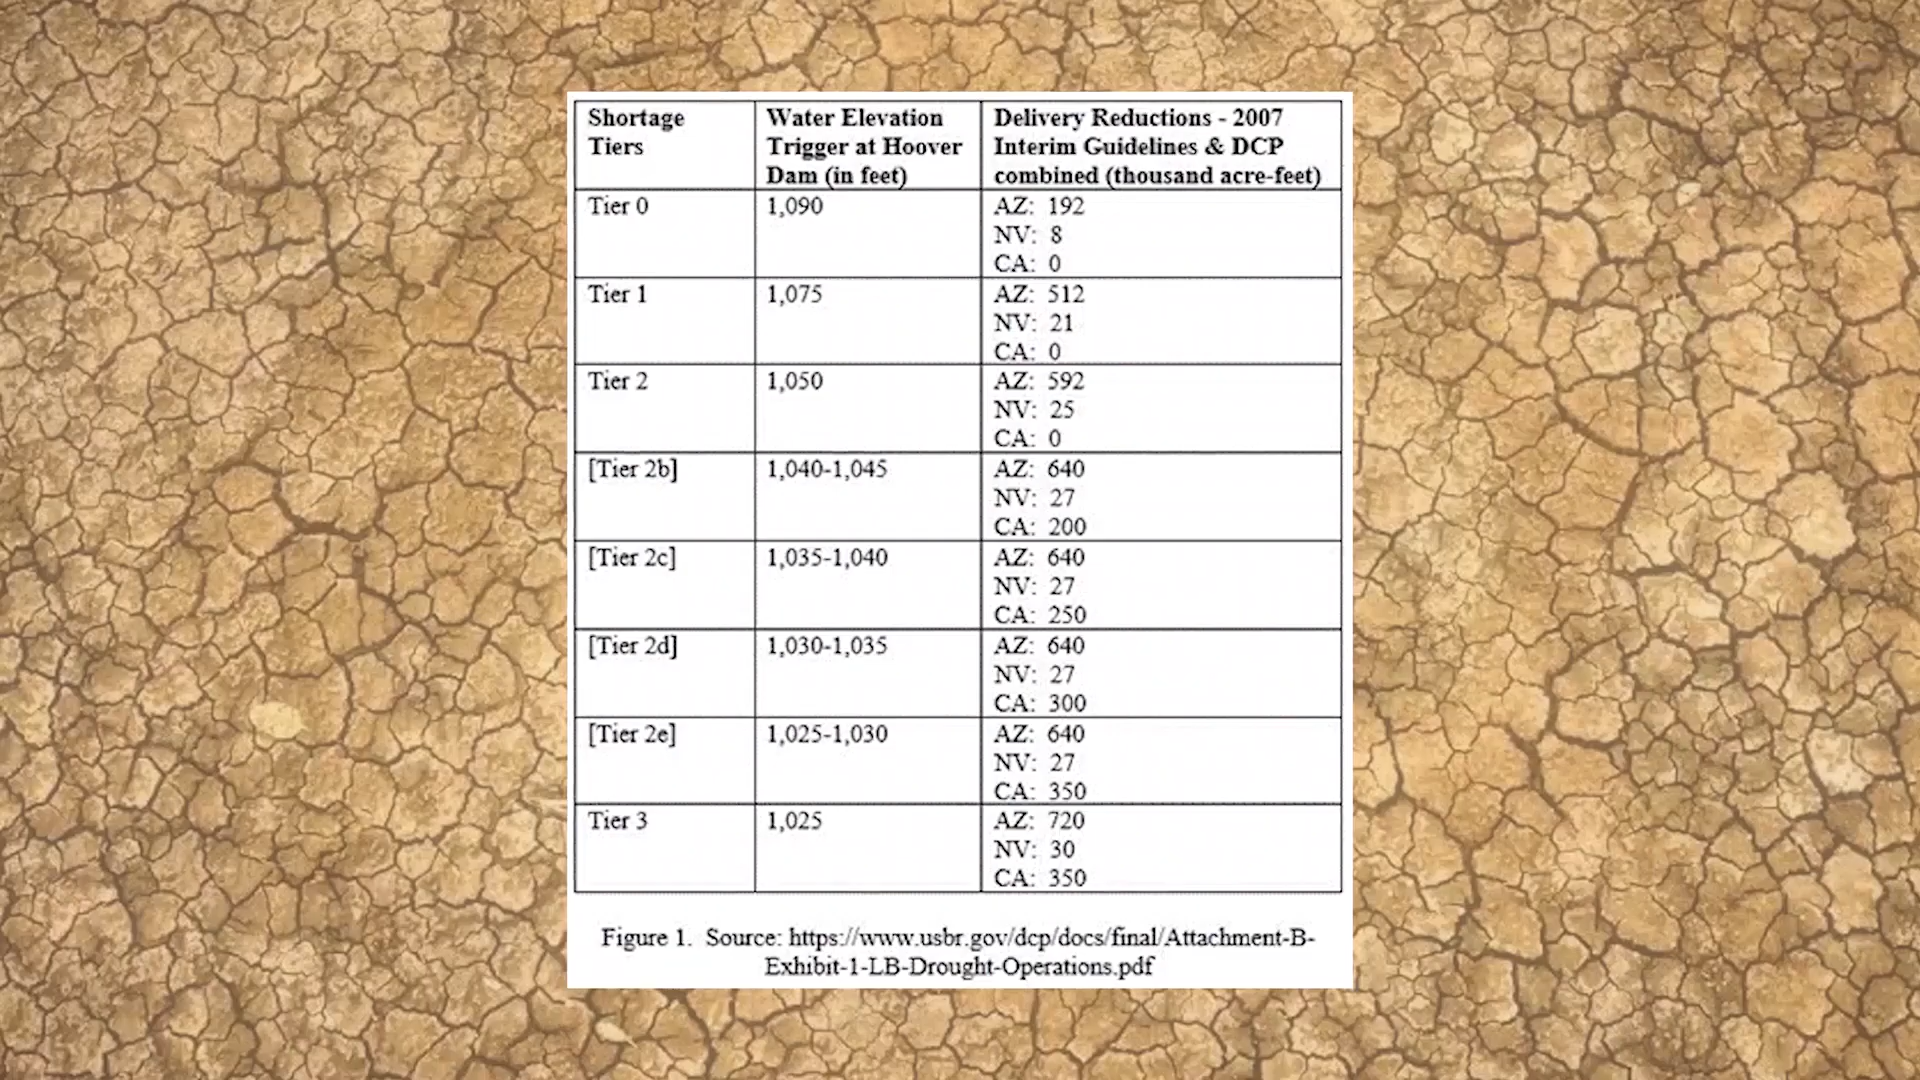 Shortage Tiers
Water Elevation Trigger at Hoover Dam (in feet)
Delivery Reductions - 2007 Interim Guidelines & DCP combined (thousand acre-feet)
Tier 0
1,090
AZ: 192
NV: 8
CA: 0
Tier 1
1,075
AZ: 512
NV: 21
CA: 0
Tier 2
1,050
AZ: 592
NV: 25
CA: 0
[Tier 2b]
1,040-1,045
AZ: 640
NV: 27
CA: 200
[Tier 2c]
1,035-1,040
AZ: 640
NV: 27
CA: 250
[Tier 2d]
1,030-1,035
AZ: 640
NV: 27
CA: 300
[Tier 2e]
1,025-1,030
AZ: 640
NV: 27
CA: 350
Tier 3
1,025
AZ: 720
NV: 30
CA: 350
Figure 1. Source: https://www.usbr.gov/dcp/docs/final/Attachment-B-
Exhibit-1-LB-Drought-Operations.pdf